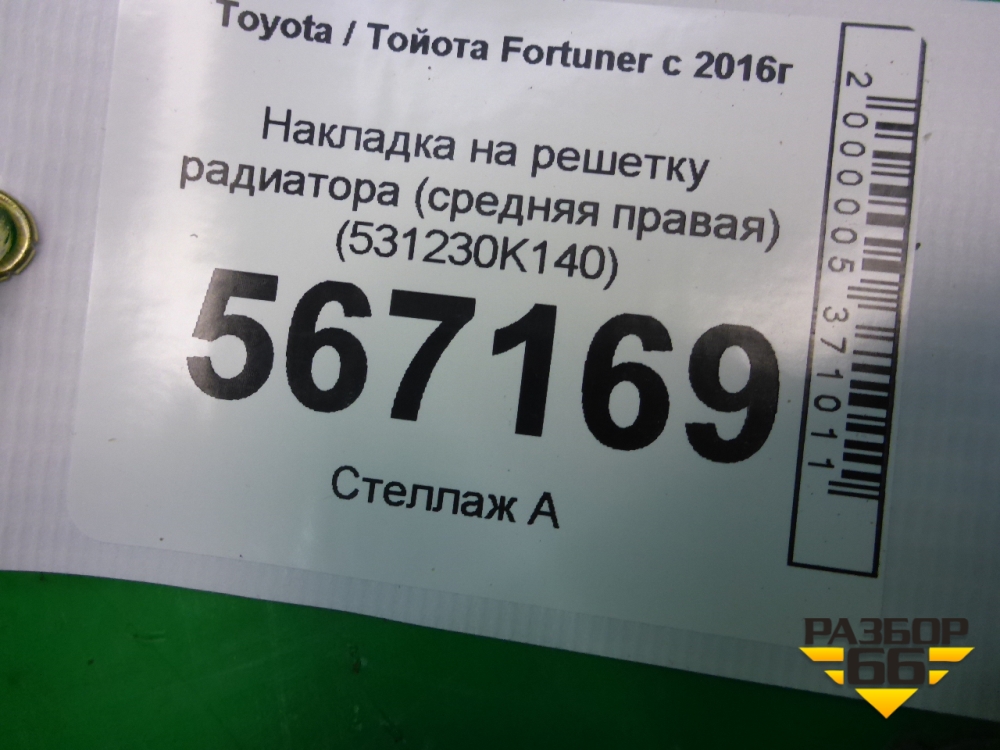 Toyota / Тойота Fortuner с 2016г
Накладка на решетку
радиатора (средняя правая)
(531230K140)
567169
Стеллаж А
2000005371011
РАЗБОР
66